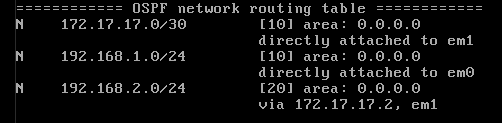 ============ OSPF network routing table ============
N    172.17.17.0/30        [10] area: 0.0.0.0
                           directly attached to em1
N    192.168.1.0/24        [10] area: 0.0.0.0
                           directly attached to em0
N    192.168.2.0/24        [20] area: 0.0.0.0
                           via 172.17.17.2, em1